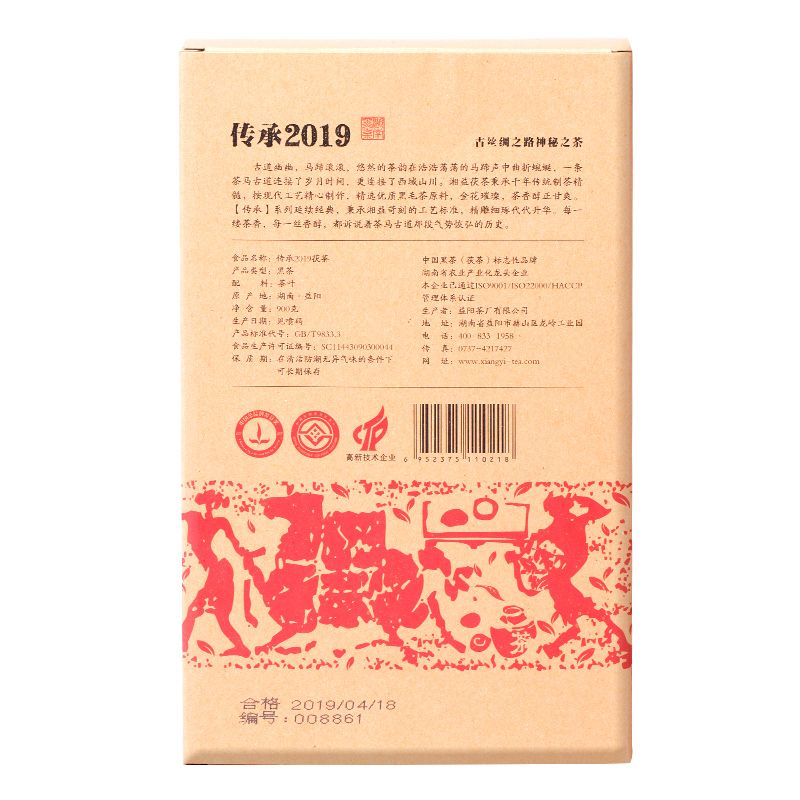 传承2019
古丝绸之路神秘之茶
古道幽幽,马蹄滚滚,悠然的茶韵在浩浩荡荡的马蹄声中曲折蜿蜒,一条
茶马古道连接了岁月时间,更连接了西域山川。湘益茯茶秉承千年传统制茶精
髓,按现代工艺精心制作,精选优质黑毛茶原料,金花璀璨,茶香醇正甘爽。
【传承】系列延续经典,秉承湘益苛刻的工艺标准,精雕细琢代代升华。每一
缕茶香,每一丝香醇,都诉说着茶马古道那段气势恢弘的历史。
食品名称:传承2019茯茶
产品类型:黑茶
配 料:茶叶
原 产 地:湖南·益阳
净 含 量:900克
生产日期:见喷码
产品标准代号:GB/T9833.3
食品生产许可证编号:SC11443090300044
保 质 期:在清洁防潮无异气味的条件下
可长期保存
中国黑茶(茯茶)标志性品牌
湖南省农业产业化龙头企业
本企业已通过ISO9001/ISO22000/HACCP
管理体系认证
生产者:益阳茶厂有限公司
地 址:湖南省益阳市赫山区龙岭工业园
电 话:400-833-1958
传 真:0737-4217427
网 址:www.xiangyi-tea.com
高新技术企业
6 952375 110218
合格 2019/04/18
编号:008861